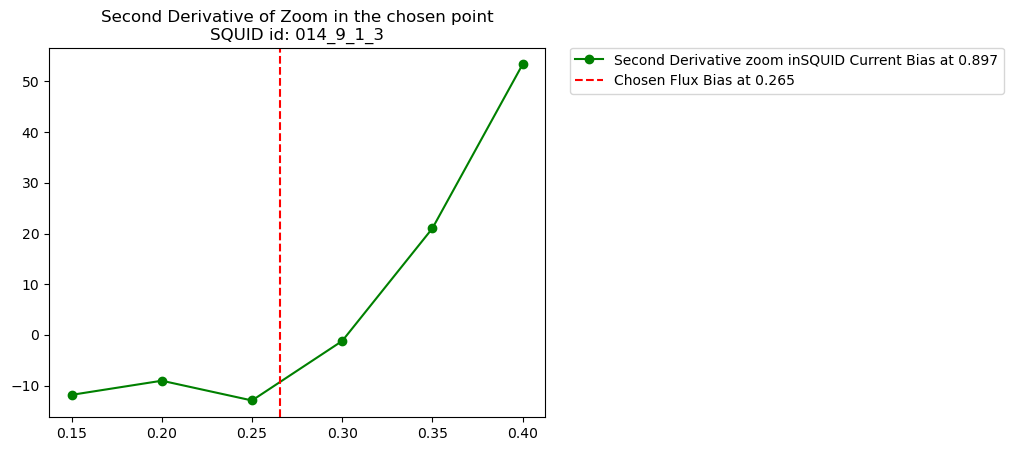 Second Derivative of Zoom in the chosen point
SQUID id: 014_9_1_3
Second Derivative zoom inSQUID Current Bias at 0.897
Chosen Flux Bias at 0.265
50
40
30
20
10
0
−10
0.15 0.20 0.25 0.30 0.35 0.40